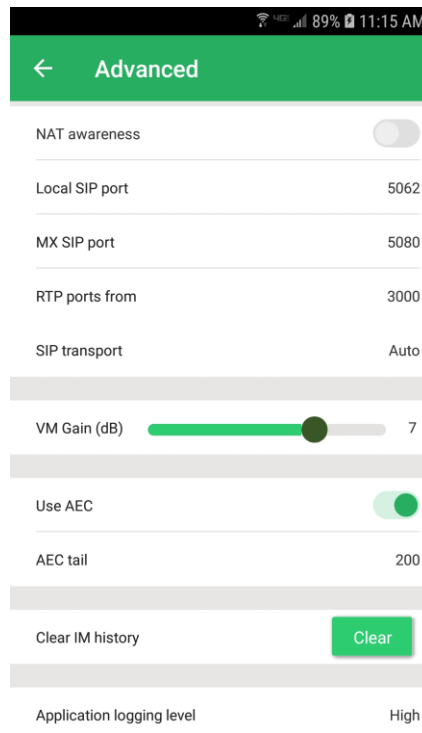 4G 89% 11:15 AM
Advanced
NAT awareness
Local SIP port 5062
MX SIP port 5080
RTP ports from 3000
SIP transport Auto
VM Gain (dB) 7
Use AEC
AEC tail 200
Clear IM history Clear
Application logging level High